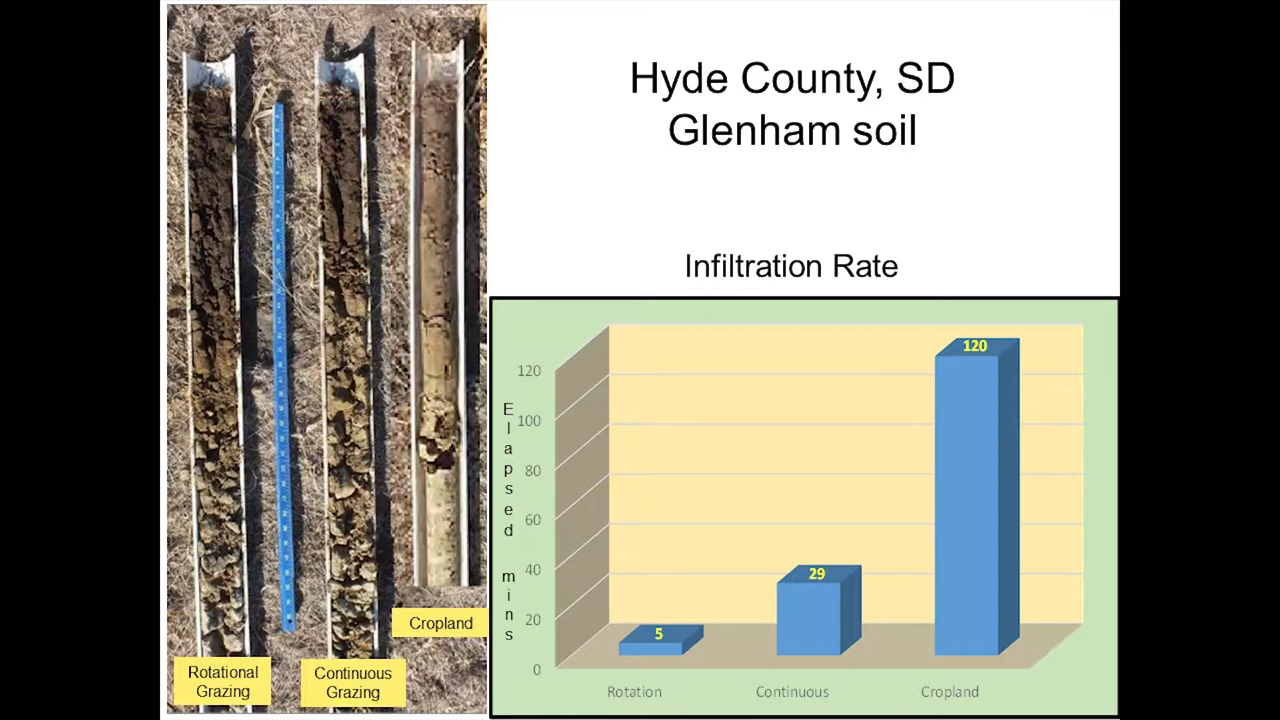 Hyde County, SD
Glenham soil
Infiltration Rate
Rotational
Grazing
Continuous
Grazing
Cropland
Elapsed mins
120
100
80
60
40
20
0
5
29
120
Rotation
Continuous
Cropland